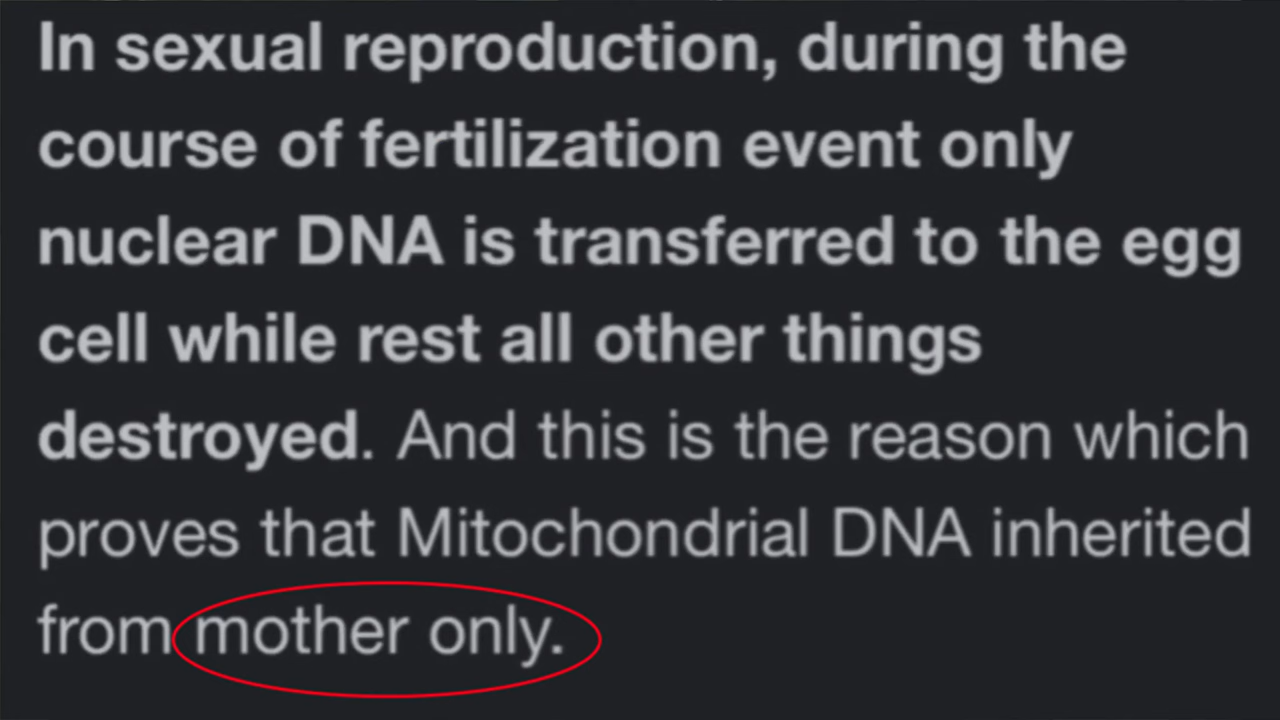 In sexual reproduction, during the
course of fertilization event only
nuclear DNA is transferred to the egg
cell while rest all other things
destroyed. And this is the reason which
proves that Mitochondrial DNA inherited
from mother only.